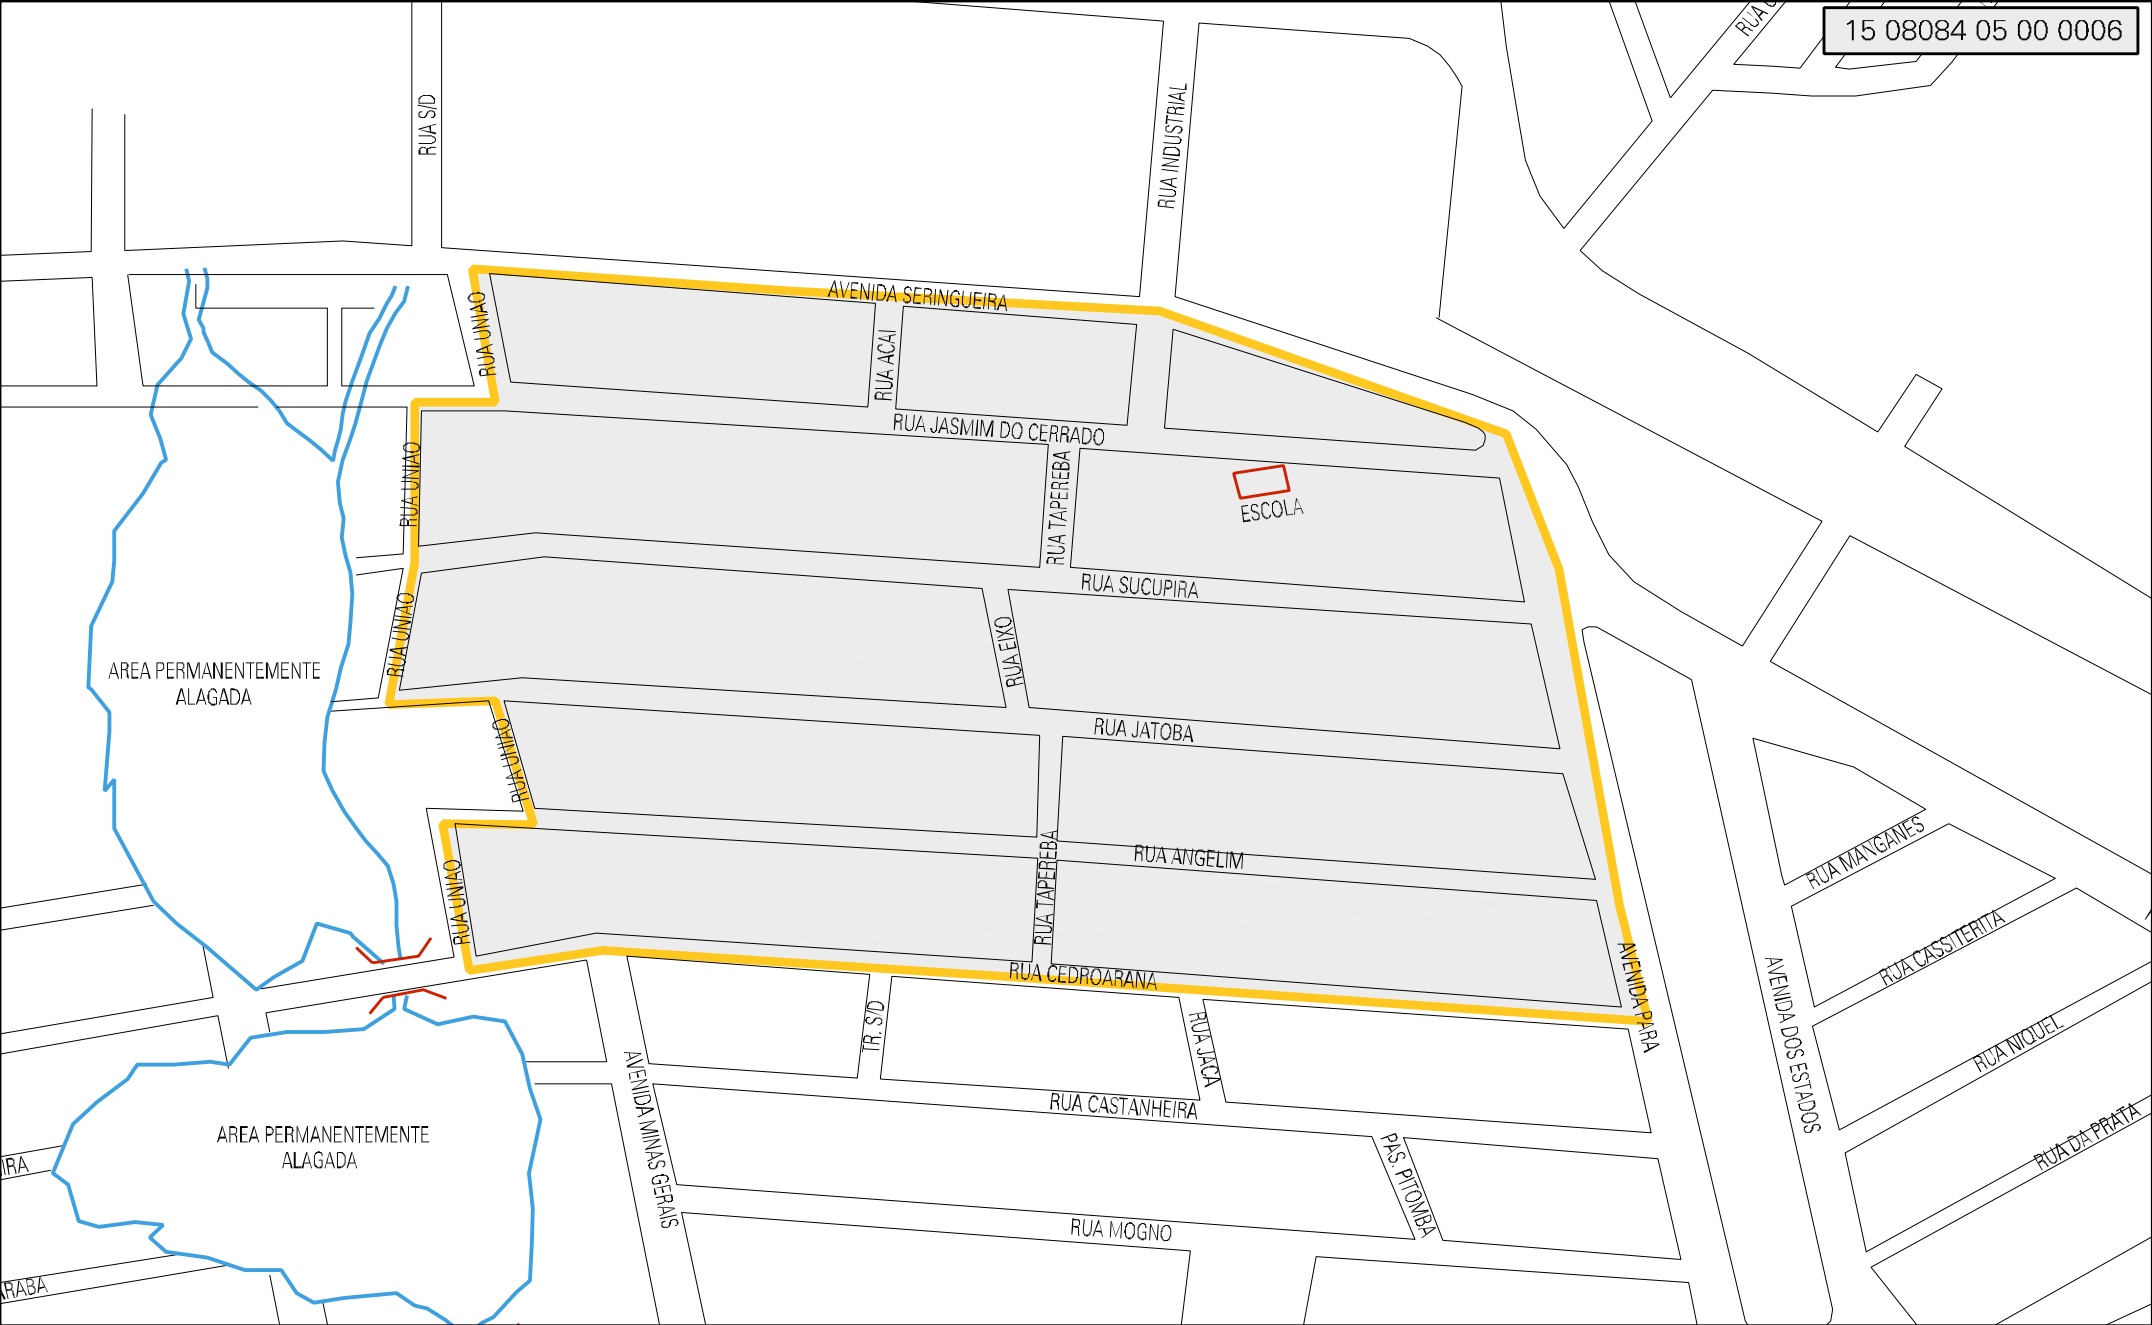 15 08084 05 00 0006
RUA S/D
RUA INDUSTRIAL
AVENIDA SERINGUEIRA
RUA UNIAO
RUA ACAI
RUA JASMIM DO CERRADO
RUA UNIAO
RUA TAPEREBA
ESCOLA
RUA SUCUPIRA
RUA UNIAO
RUA EIXO
AREA PERMANENTEMENTE
ALAGADA
RUA JATOBA
RUA UNIAO
RUA ANGELIM
RUA MANGANES
RUA TAPEREBA
RUA UNIAO
RUA CASSITERITA
RUA CEDROARANA
AVENIDA PARA
AVENIDA DOS ESTADOS
TR. S/D
RUA JACA
RUA NIQUEL
AVENIDA MINAS GERAIS
RUA CASTANHEIRA
AREA PERMANENTEMENTE
ALAGADA
PAS. PITOMBA
RUA DA PRATA
IRA
RUA MOGNO
RABA